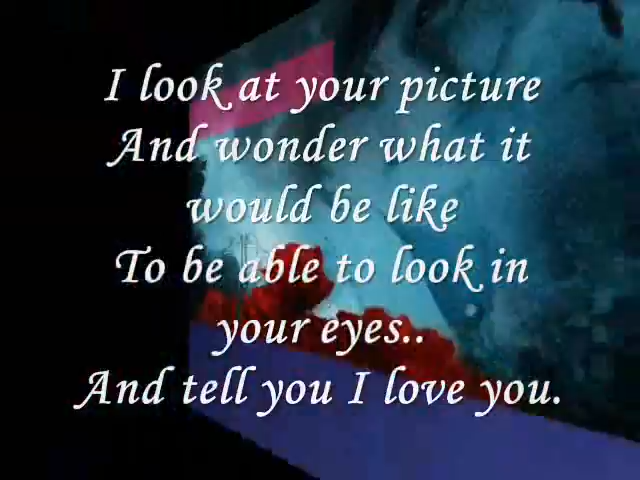 I look at your picture
And wonder what it
would be like
To be able to look in
your eyes..
And tell you I love you.